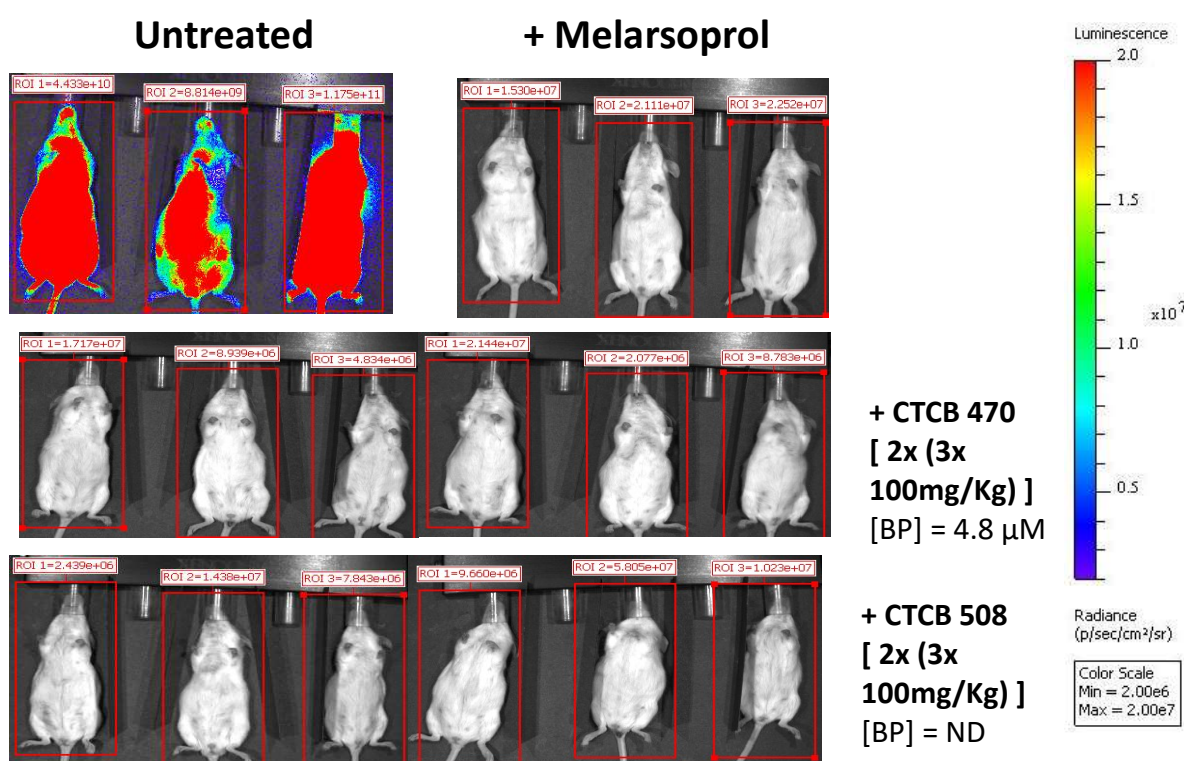 Untreated
+ Melarsoprol
ROI 1=4.433e+10
ROI 2=8.814e+09
ROI 3=1.175e+11
ROI 1=1.530e+07
ROI 2=2.111e+07
ROI 3=2.252e+07
ROI 1=1.717e+07
ROI 2=8.939e+06
ROI 3=4.834e+06
ROI 1=2.144e+07
ROI 2=2.077e+06
ROI 3=8.783e+06
+ CTCB 470
[ 2x (3x
100mg/Kg) ]
[BP] = 4.8 µM
ROI 1=2.439e+06
ROI 2=1.438e+07
ROI 3=7.843e+06
ROI 1=9.660e+06
ROI 2=5.805e+07
ROI 3=1.023e+07
+ CTCB 508
[ 2x (3x
100mg/Kg) ]
[BP] = ND
Luminescence
2.0
1.5
x10⁷
1.0
0.5
Radiance
(p/sec/cm²/sr)
Color Scale
Min = 2.00e6
Max = 2.00e7